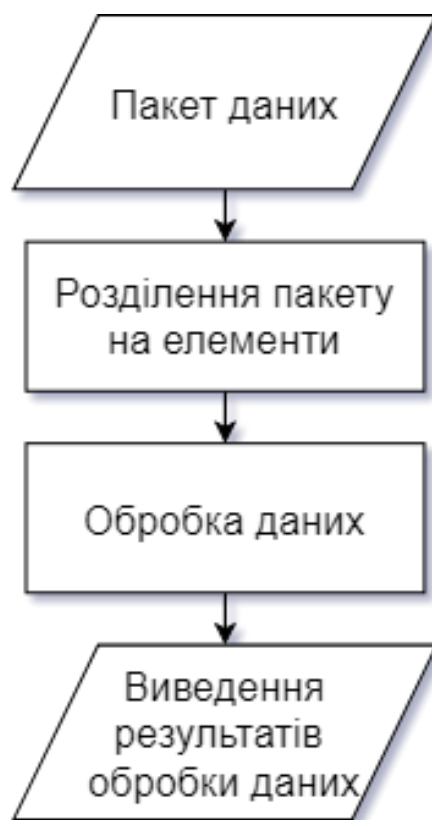 Пакет даних
Розділення пакету
на елементи
Обробка даних
Виведення
результатів
обробки даних